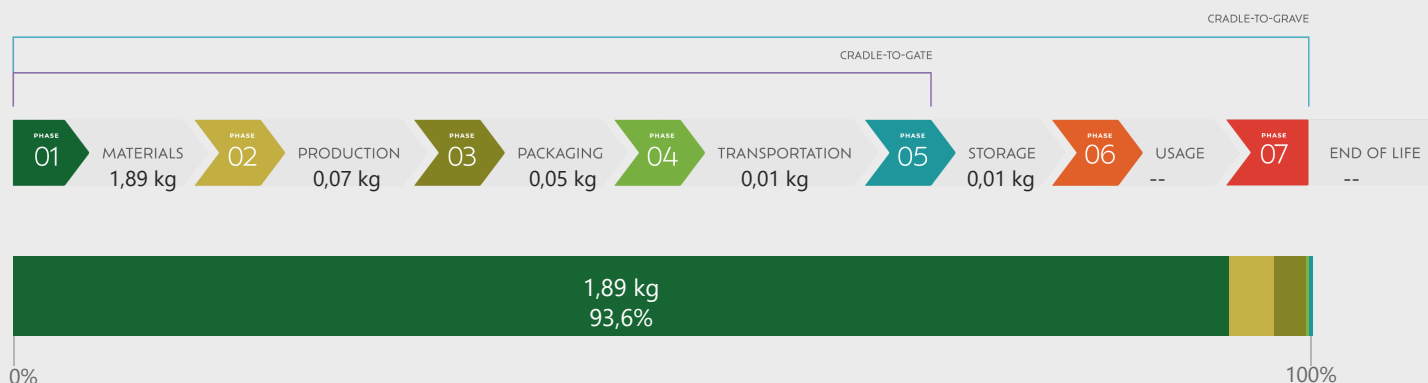 CRADLE-TO-GRAVE
CRADLE-TO-GATE
PHASE
01
MATERIALS
1,89 kg
PHASE
02
PRODUCTION
0,07 kg
PHASE
03
PACKAGING
0,05 kg
PHASE
04
TRANSPORTATION
0,01 kg
PHASE
05
STORAGE
0,01 kg
PHASE
06
USAGE
--
PHASE
07
END OF LIFE
--
1,89 kg
93,6%
0%
100%